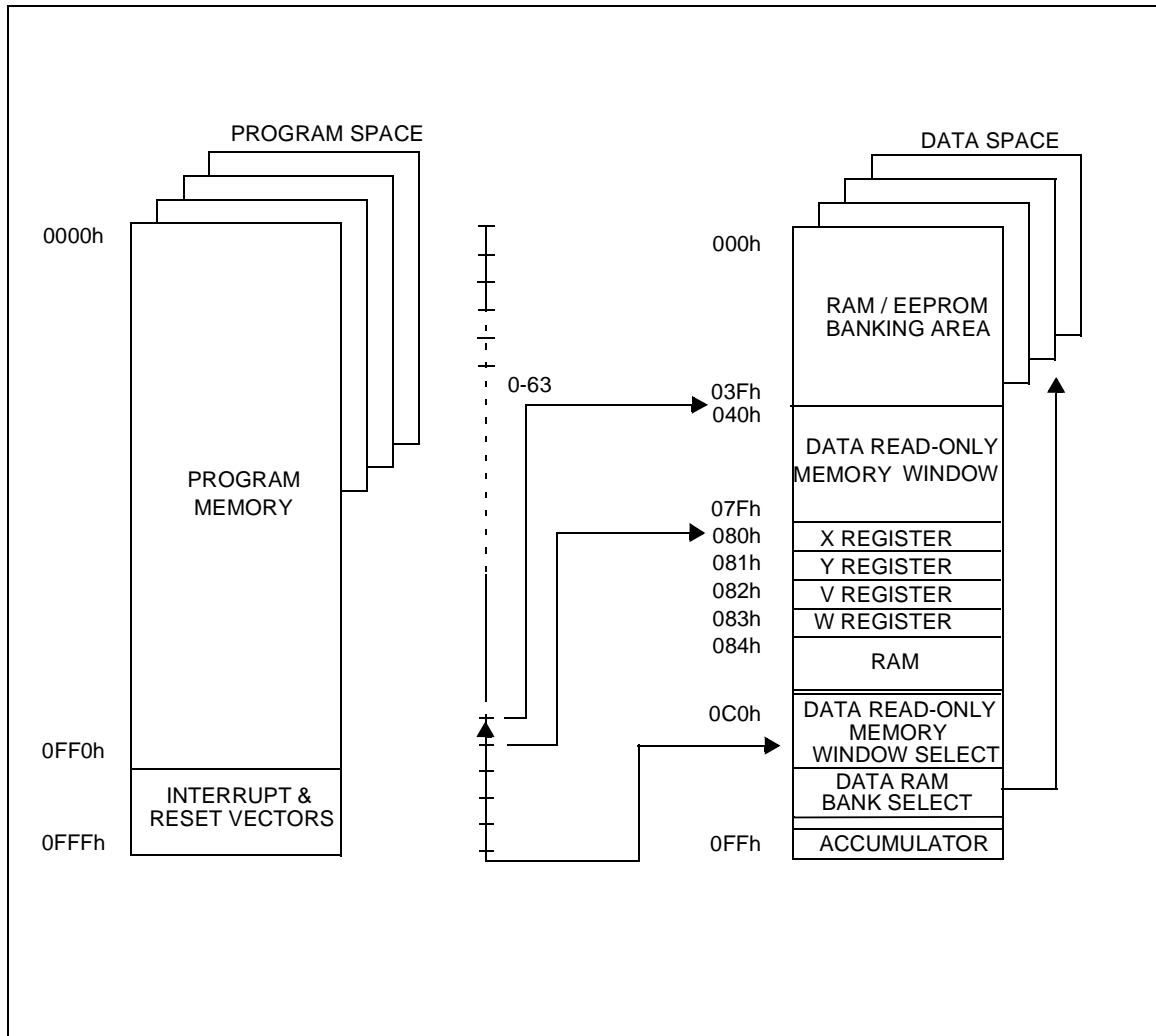 PROGRAM SPACE
0000h
PROGRAM
MEMORY
0FF0h
INTERRUPT &
RESET VECTORS
0FFFh
0-63
DATA SPACE
000h
RAM / EEPROM
BANKING AREA
03Fh
040h
DATA READ-ONLY
MEMORY WINDOW
07Fh
080h
X REGISTER
081h
Y REGISTER
082h
V REGISTER
083h
W REGISTER
084h
RAM
0C0h
DATA READ-ONLY
MEMORY
WINDOW SELECT
DATA RAM
BANK SELECT
0FFh
ACCUMULATOR